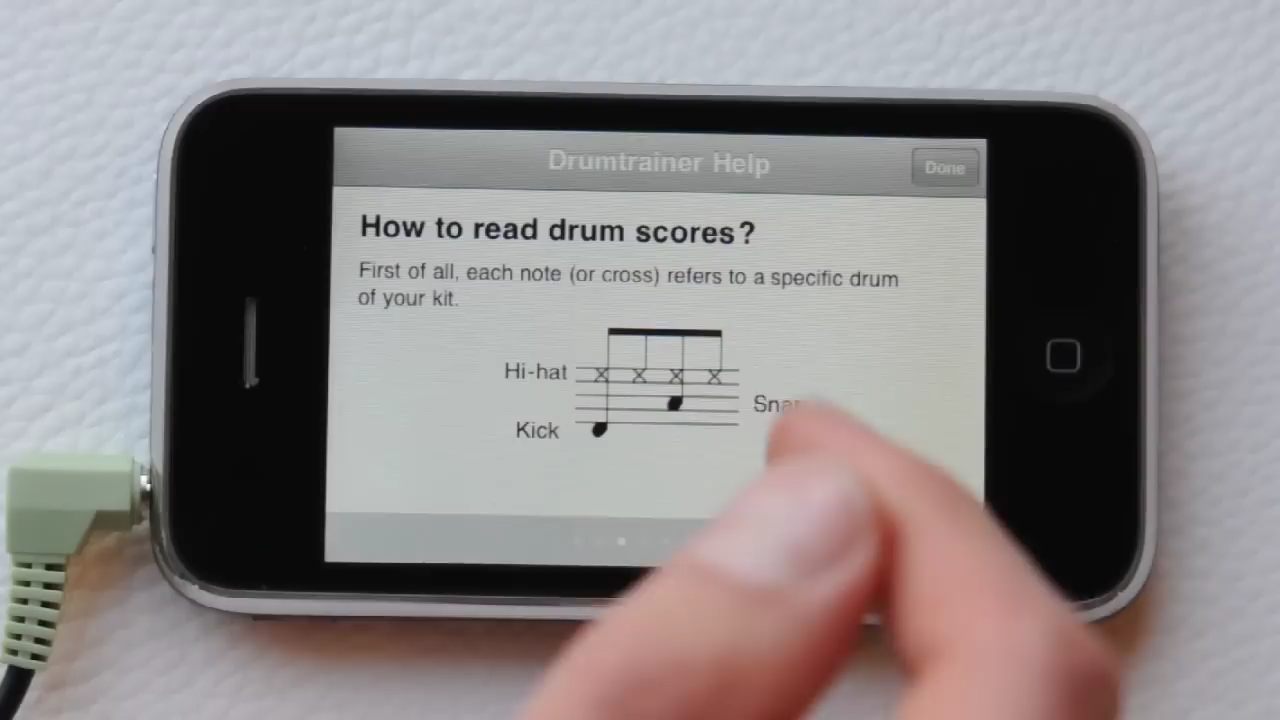 Drumtrainer Help
Done
How to read drum scores?
First of all, each note (or cross) refers to a specific drum
of your kit.
Hi-hat
Kick